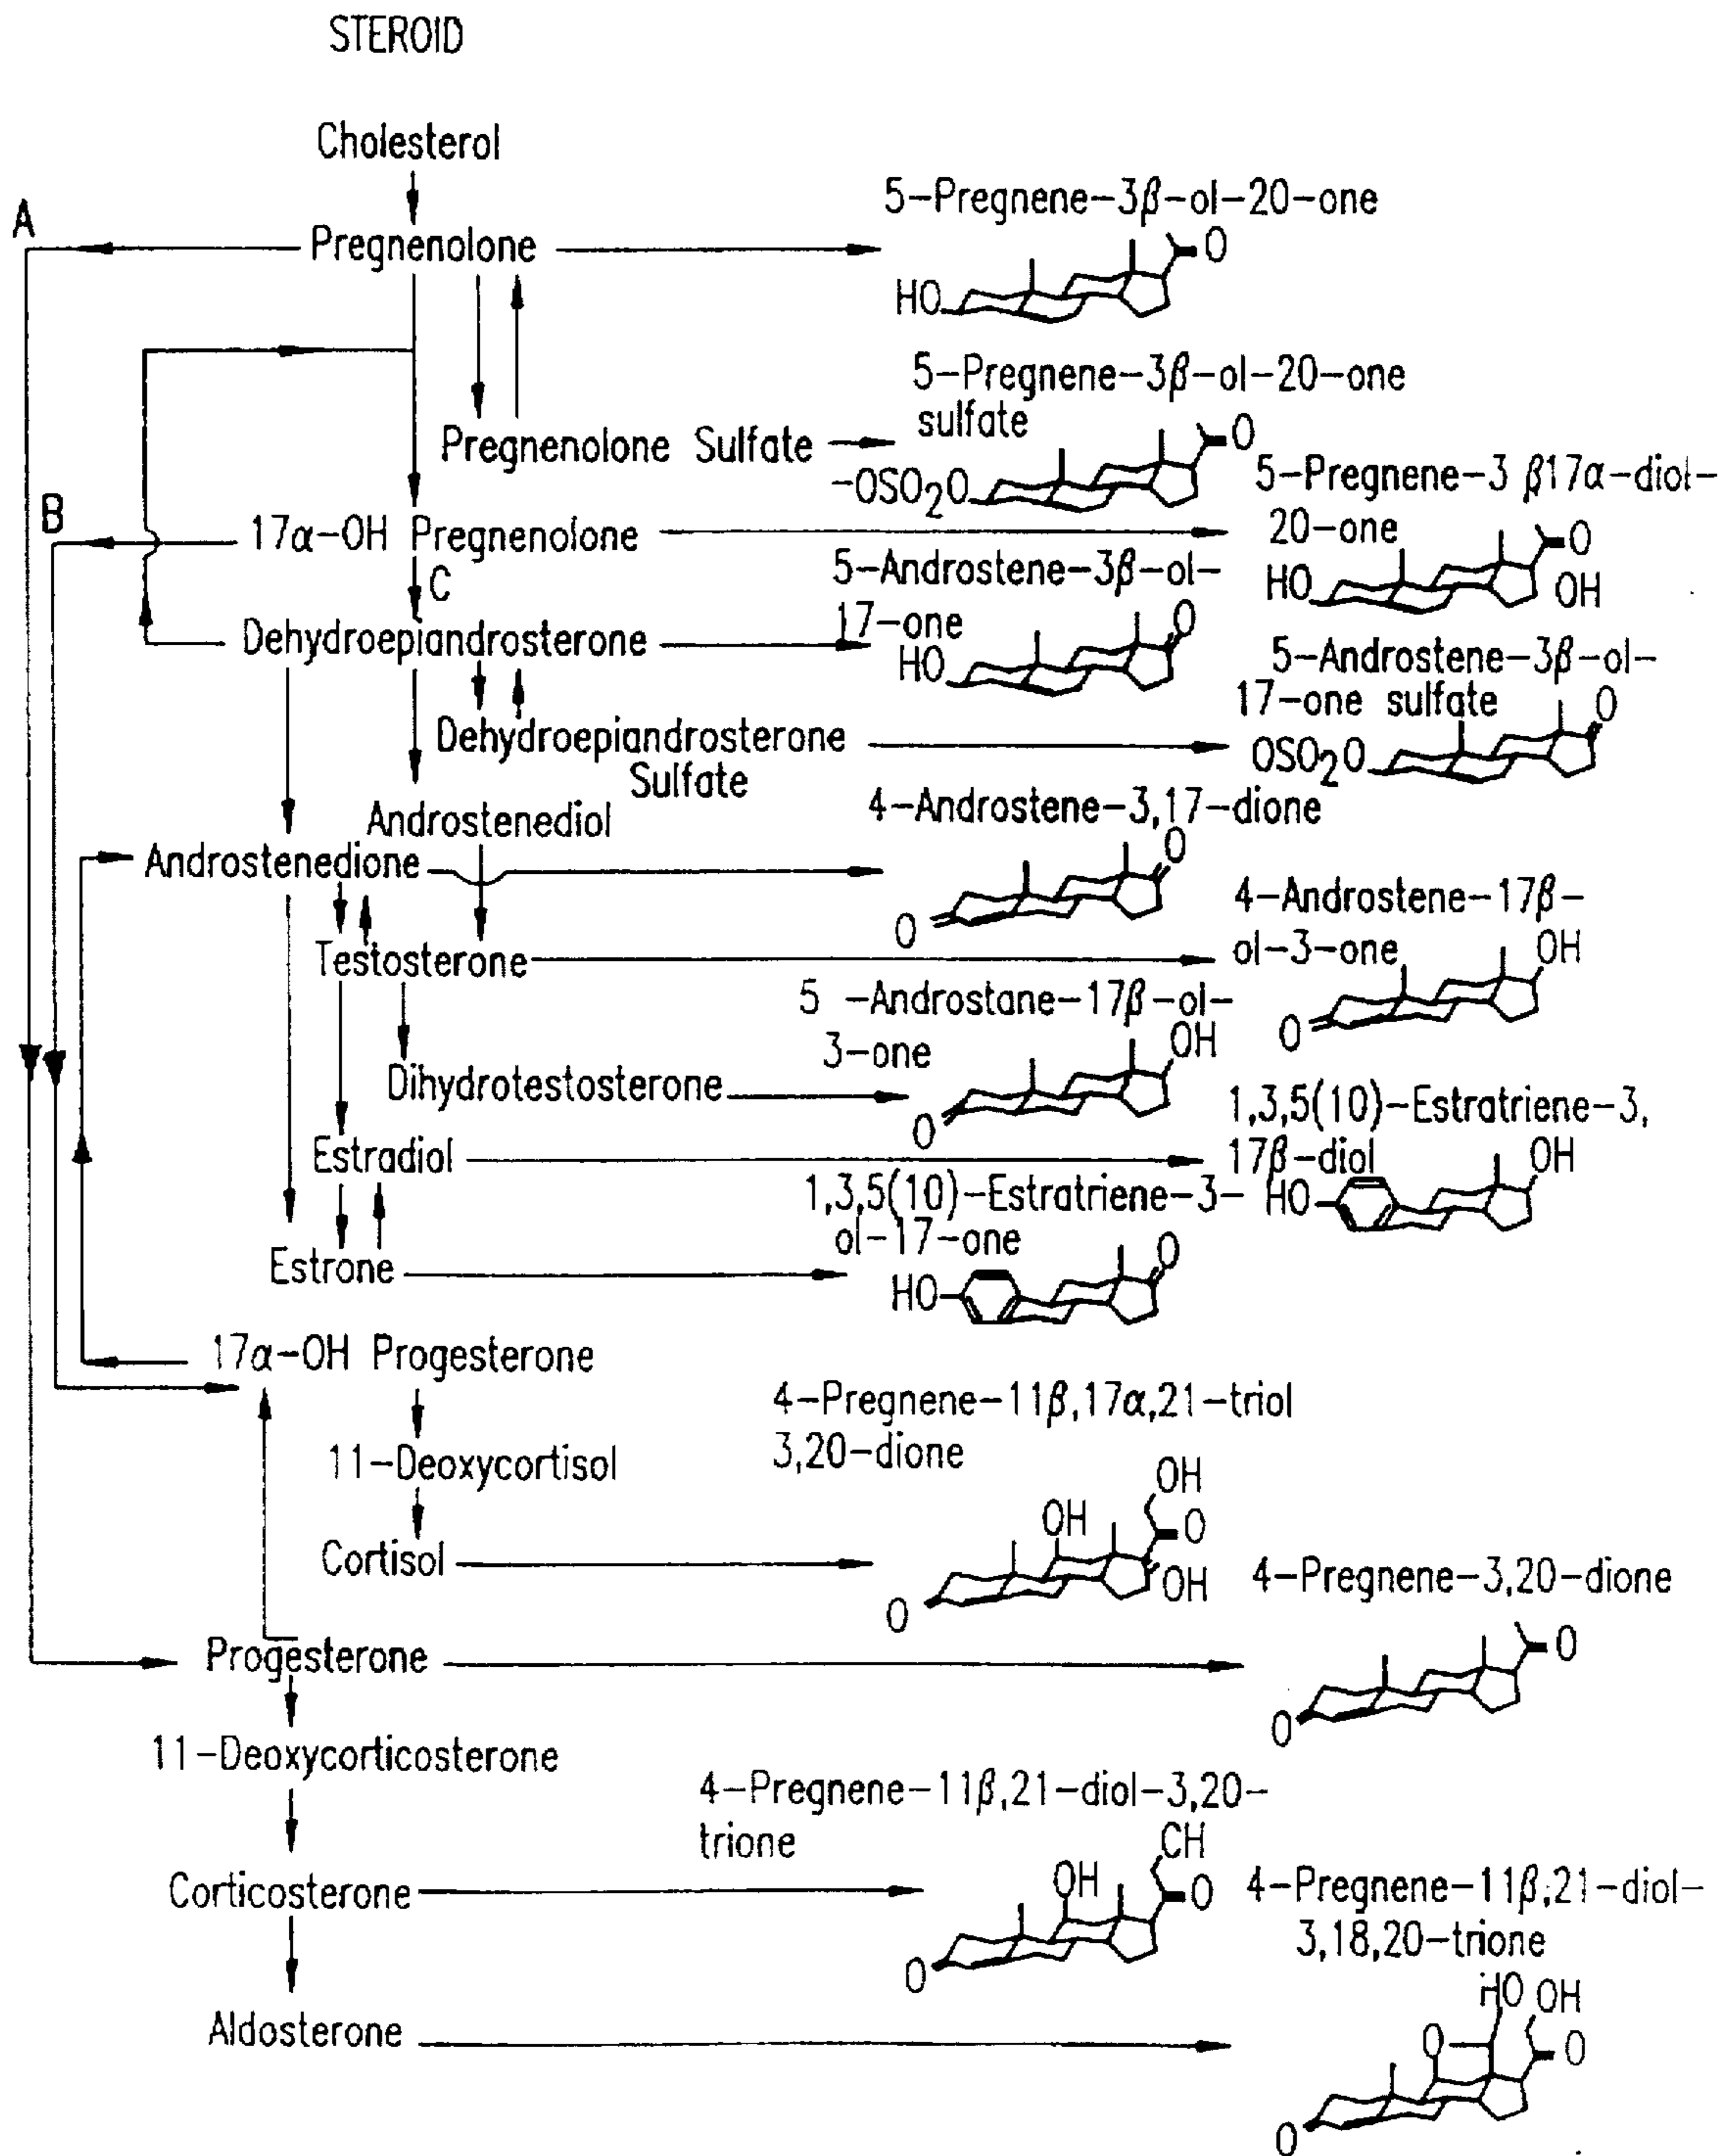 STEROID
Cholesterol
A
Pregnenolone
5-Pregnene-3β-ol-20-one
O
HO
5-Pregnene-3β-ol-20-one
sulfate
Pregnenolone Sulfate
O
-OSO2O
5-Pregnene-3 β17α-diol-
20-one
B
17α-OH Pregnenolone
O
HO
OH
C
5-Androstene-3β-ol-
17-one
Dehydroepiandrosterone
O
HO
5-Androstene-3β-ol-
17-one sulfate
O
Dehydroepiandrosterone
Sulfate
OSO2O
Androstenediol
4-Androstene-3,17-dione
Androstenedione
O
O
4-Androstene-17β-
ol-3-one
Testosterone
OH
O
5 -Androstane-17β-ol-
3-one
OH
Dihydrotestosterone
O
1,3,5(10)-Estratriene-3,
17β-diol
Estradiol
OH
HO
1,3,5(10)-Estratriene-3-
ol-17-one
Estrone
O
HO
17α-OH Progesterone
4-Pregnene-11β,17α,21-triol
3,20-dione
11-Deoxycortisol
OH
OH
O
Cortisol
OH
O
4-Pregnene-3,20-dione
Progesterone
O
O
11-Deoxycorticosterone
4-Pregnene-11β,21-diol-3,20-
trione
CH
OH
O
Corticosterone
O
4-Pregnene-11β,21-diol-
3,18,20-trione
HO OH
Aldosterone
O
O
O